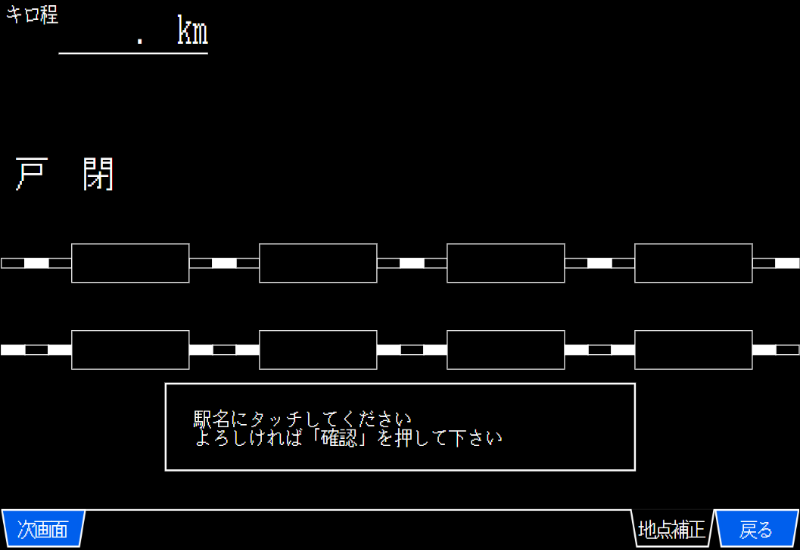 キロ程
. km
戸 閉
駅名にタッチしてください
よろしければ「確認」を押して下さい
次画面
地点補正
戻る